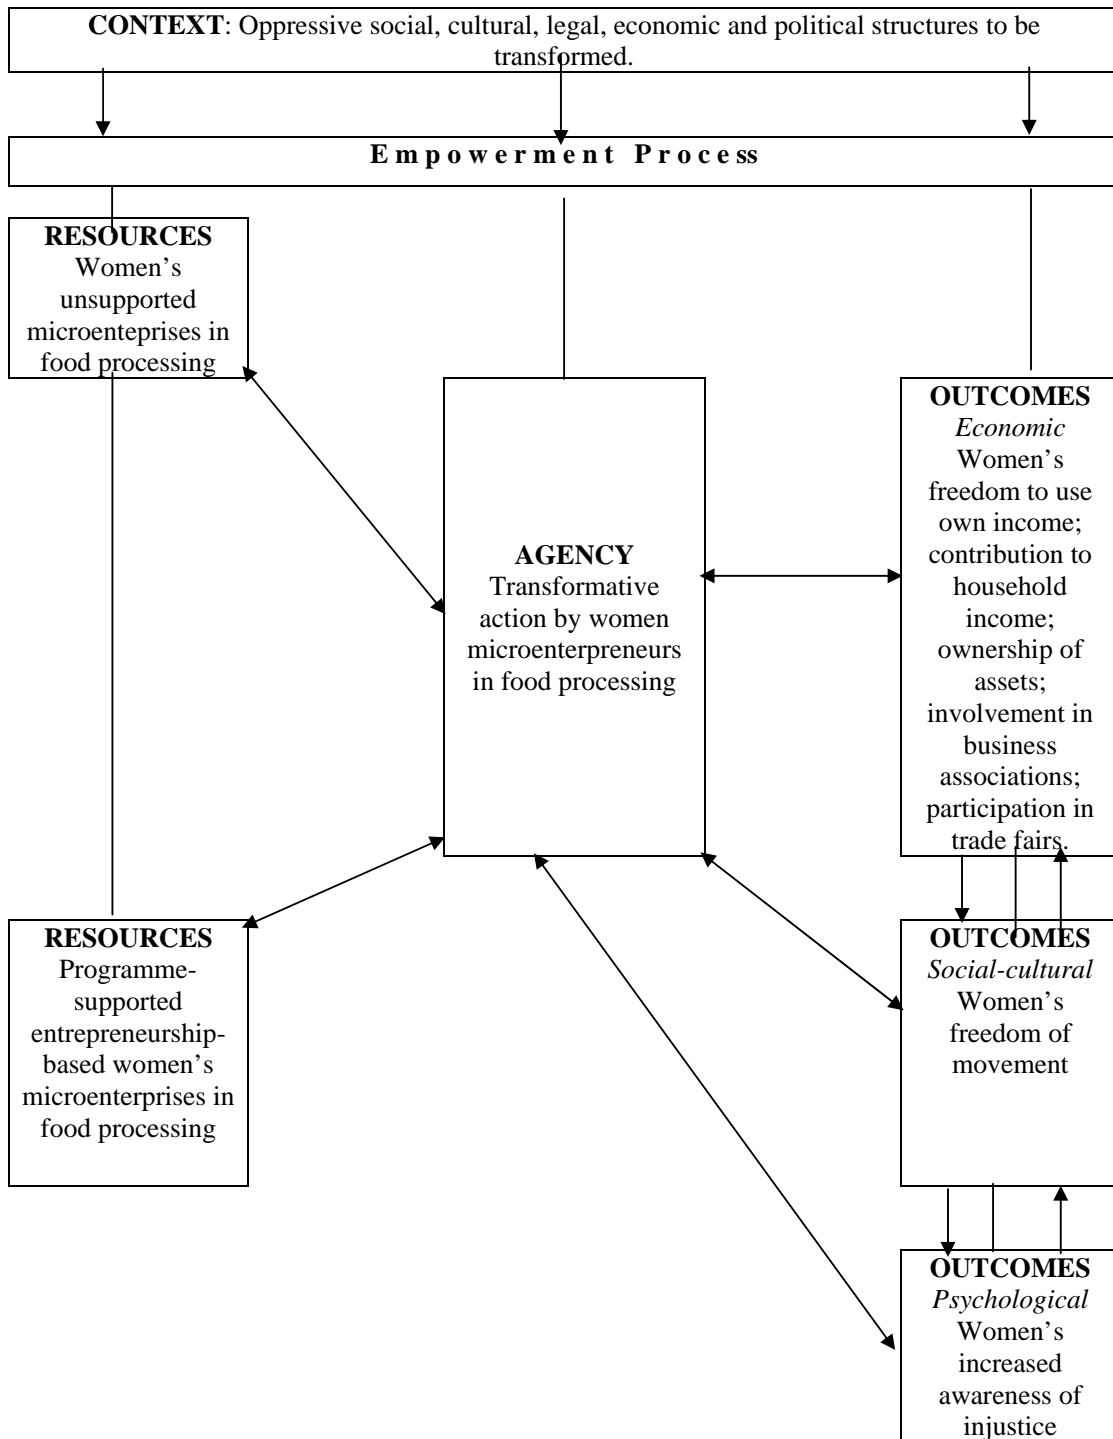 CONTEXT: Oppressive social, cultural, legal, economic and political structures to be
transformed.
Empowerment Process
RESOURCES
Women’s
unsupported
microenteprises in
food processing
AGENCY
Transformative
action by women
microenterpreneurs
in food processing
OUTCOMES
Economic
Women’s
freedom to use
own income;
contribution to
household
income;
ownership of
assets;
involvement in
business
associations;
participation in
trade fairs.
RESOURCES
Programme-
supported
entrepreneurship-
based women’s
microenterprises in
food processing
OUTCOMES
Social-cultural
Women’s
freedom of
movement
OUTCOMES
Psychological
Women’s
increased
awareness of
injustice